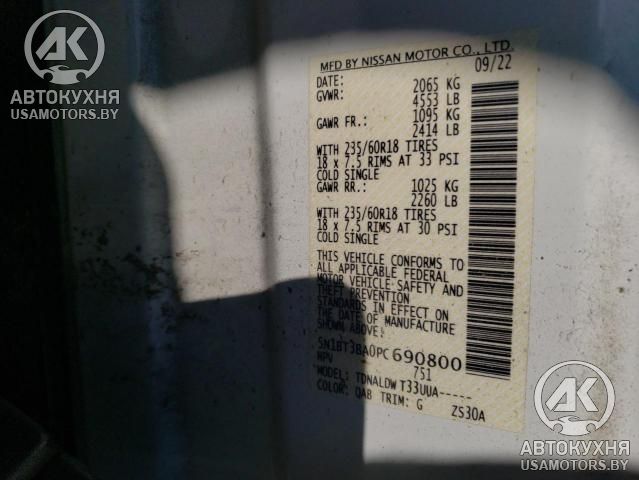 АК
АВТОКУХНЯ
USAMOTORS.BY
MFD BY NISSAN MOTOR CO., LTD.
DATE: 09/22
GVWR: 2065 KG
4553 LB
GAWR FR.: 1095 KG
2414 LB
WITH 235/60R18 TIRES
18 x 7.5 RIMS AT 33 PSI
COLD SINGLE
GAWR RR.: 1025 KG
2260 LB
WITH 235/60R18 TIRES
18 x 7.5 RIMS AT 30 PSI
COLD SINGLE
THIS VEHICLE CONFORMS TO
ALL APPLICABLE FEDERAL
MOTOR VEHICLE SAFETY AND
THEFT PREVENTION
STANDARDS IN EFFECT ON
THE DATE OF MANUFACTURE
SHOWN ABOVE:
5N1BT3BA0PC690800
MPV 751
MODEL: TDNALDW T33UUA-----
COLOR: QAB TRIM: G ZS30A
АК
АВТОКУХНЯ
USAMOTORS.BY